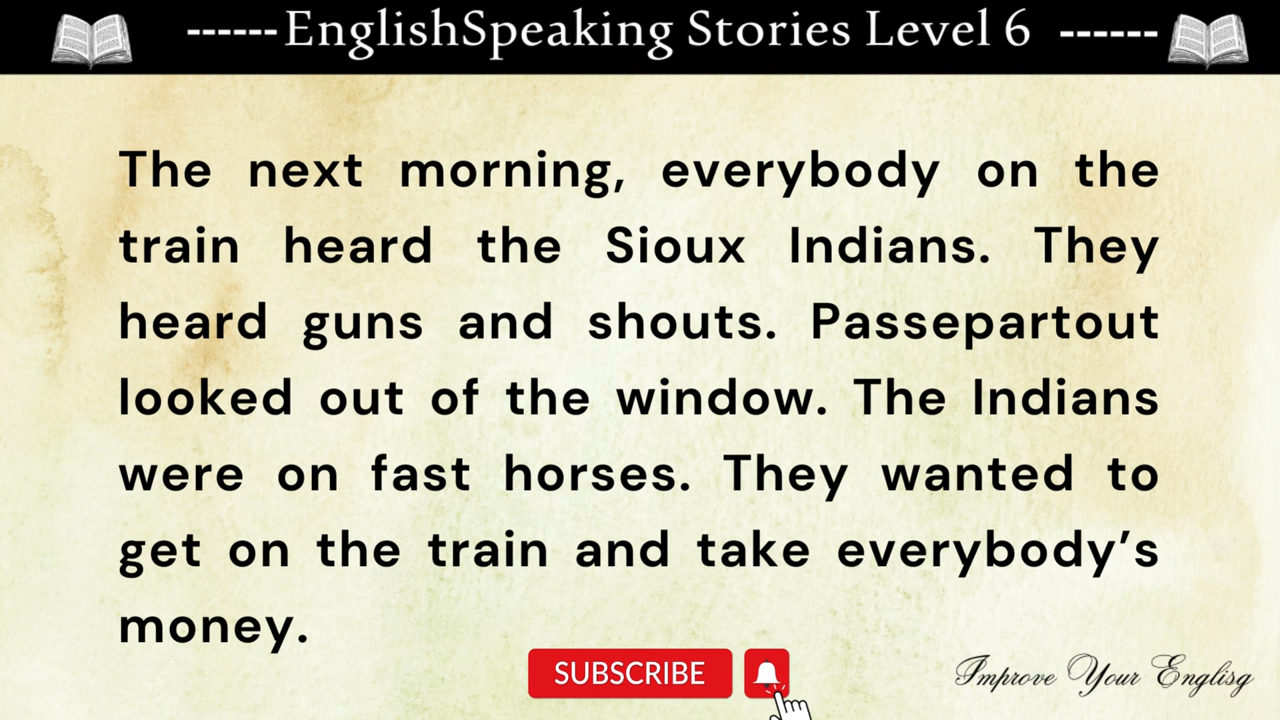 ------EnglishSpeaking Stories Level 6 ------
The next morning, everybody on the
train heard the Sioux Indians. They
heard guns and shouts. Passepartout
looked out of the window. The Indians
were on fast horses. They wanted to
get on the train and take everybody’s
money.
SUBSCRIBE
Improve Your Englisg